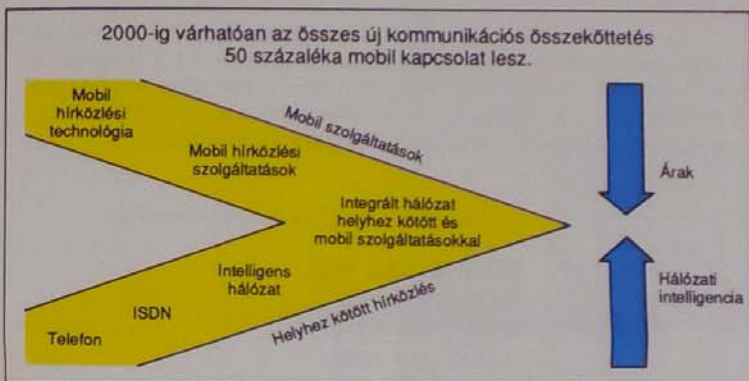 2000-ig várhatóan az összes új kommunikációs összeköttetés
50 százaléka mobil kapcsolat lesz.
Mobil
hírközlési
technológia
Mobil szolgáltatások
Mobil hírközlési
szolgáltatások
Árak
Integrált hálózat
helyhez kötött és
mobil szolgáltatásokkal
Intelligens
hálózat
Hálózati
intelligencia
ISDN
Helyhez kötött hírközlés
Telefon